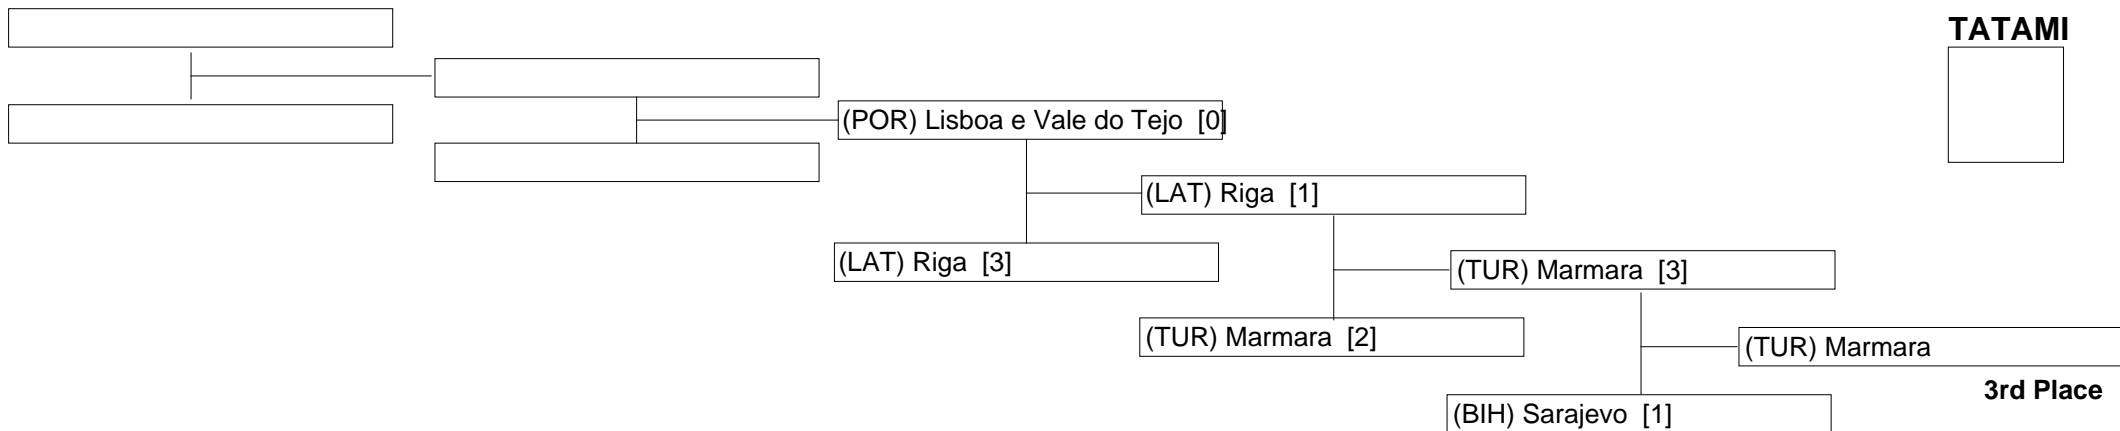 TATAMI
(POR) Lisboa e Vale do Tejo [0]
(LAT) Riga [1]
(LAT) Riga [3]
(TUR) Marmara [3]
(TUR) Marmara [2]
(TUR) Marmara
3rd Place
(BIH) Sarajevo [1]